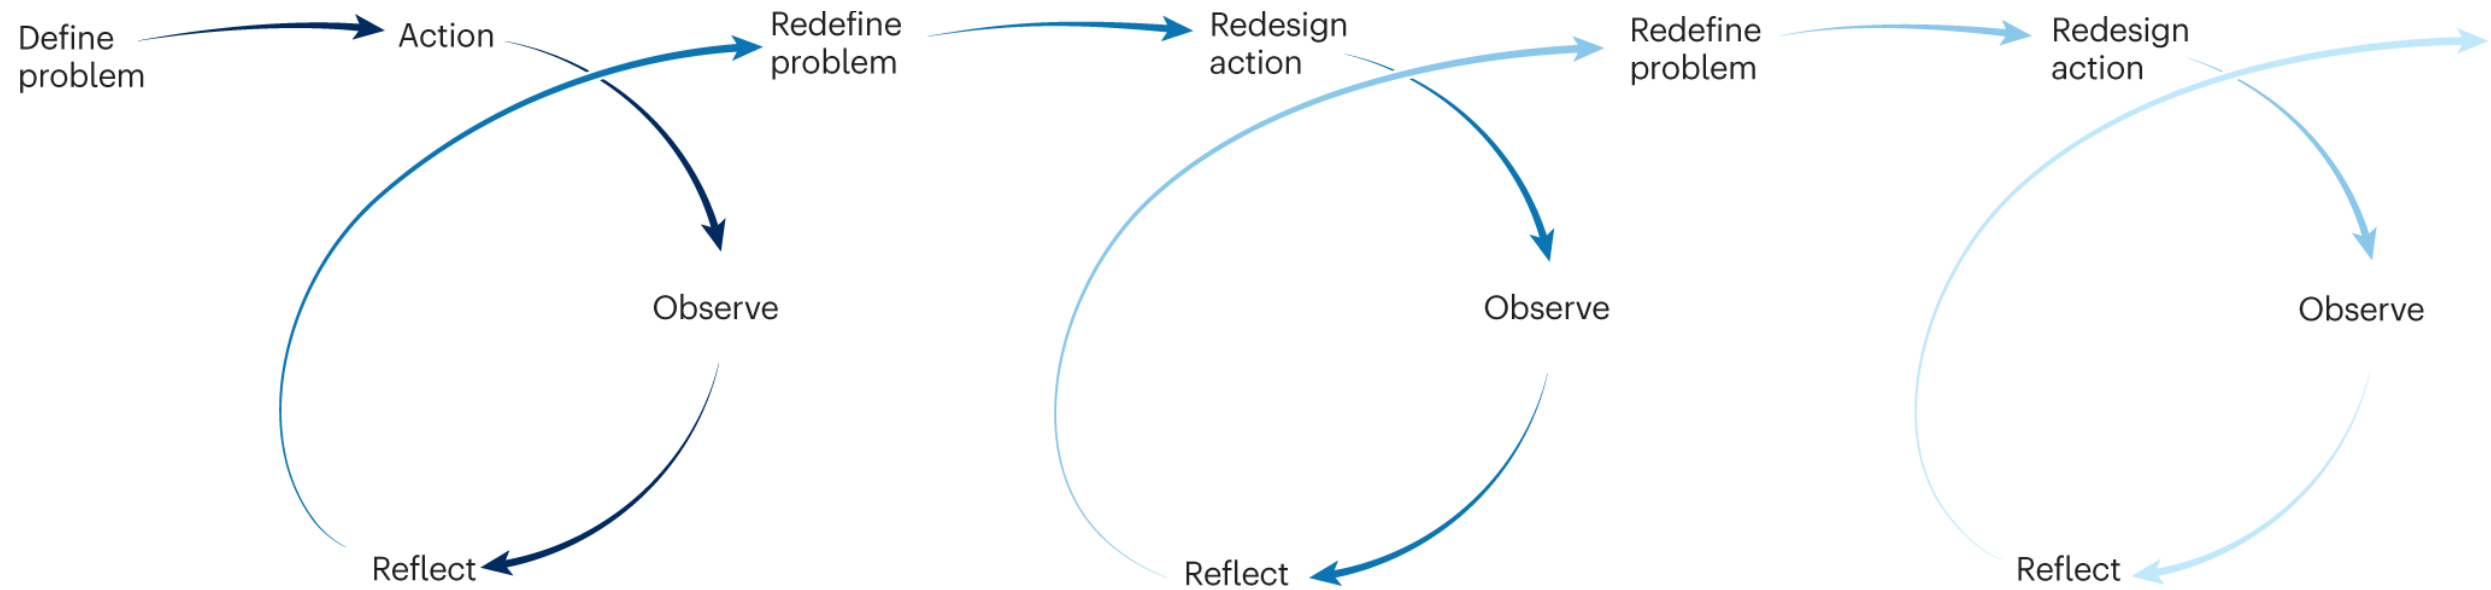 Define
problem
Action
Observe
Reflect
Redefine
problem
Redesign
action
Observe
Reflect
Redefine
problem
Redesign
action
Observe
Reflect